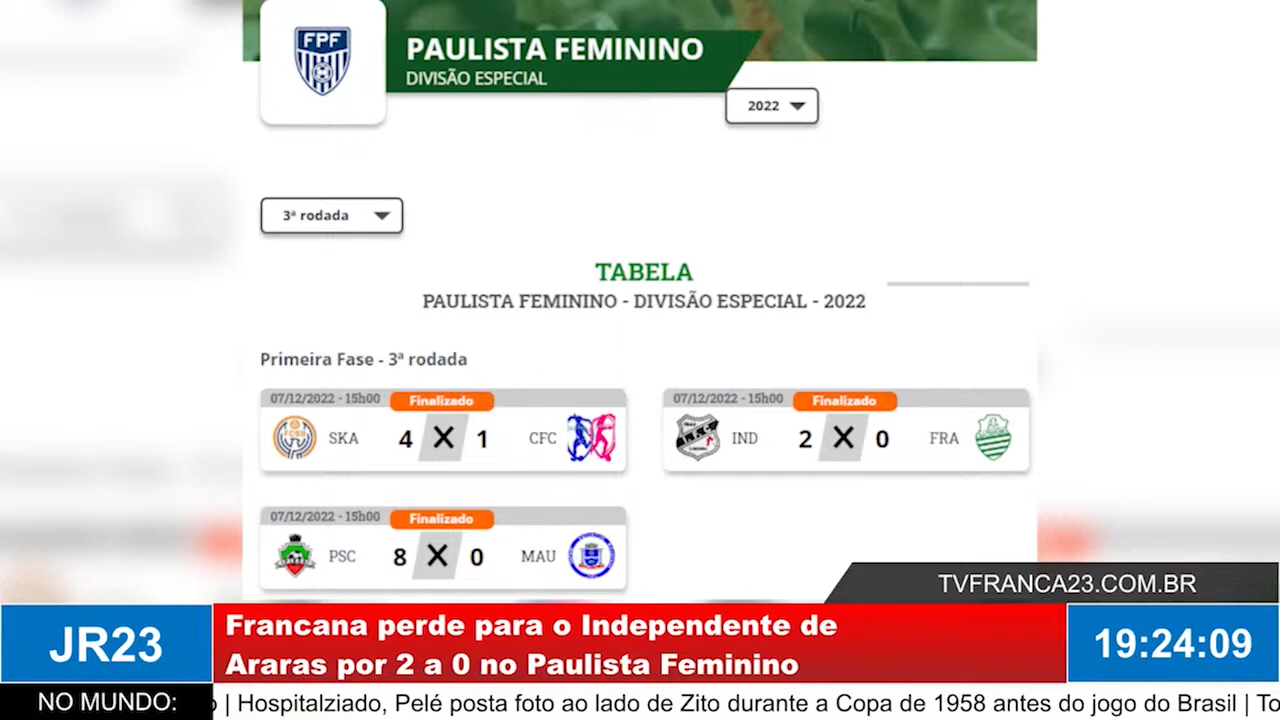 FPF
PAULISTA FEMININO
DIVISÃO ESPECIAL
2022
3ª rodada
TABELA
PAULISTA FEMININO - DIVISÃO ESPECIAL - 2022
Primeira Fase - 3ª rodada
07/12/2022 - 15h00 Finalizado
SKA 4 X 1 CFC
07/12/2022 - 15h00 Finalizado
IND 2 X 0 FRA
07/12/2022 - 15h00 Finalizado
PSC 8 X 0 MAU
TVFRANCA23.COM.BR
JR23
Francana perde para o Independente de
Araras por 2 a 0 no Paulista Feminino
19:24:09
NO MUNDO:
o | Hospitalziado, Pelé posta foto ao lado de Zito durante a Copa de 1958 antes do jogo do Brasil | To